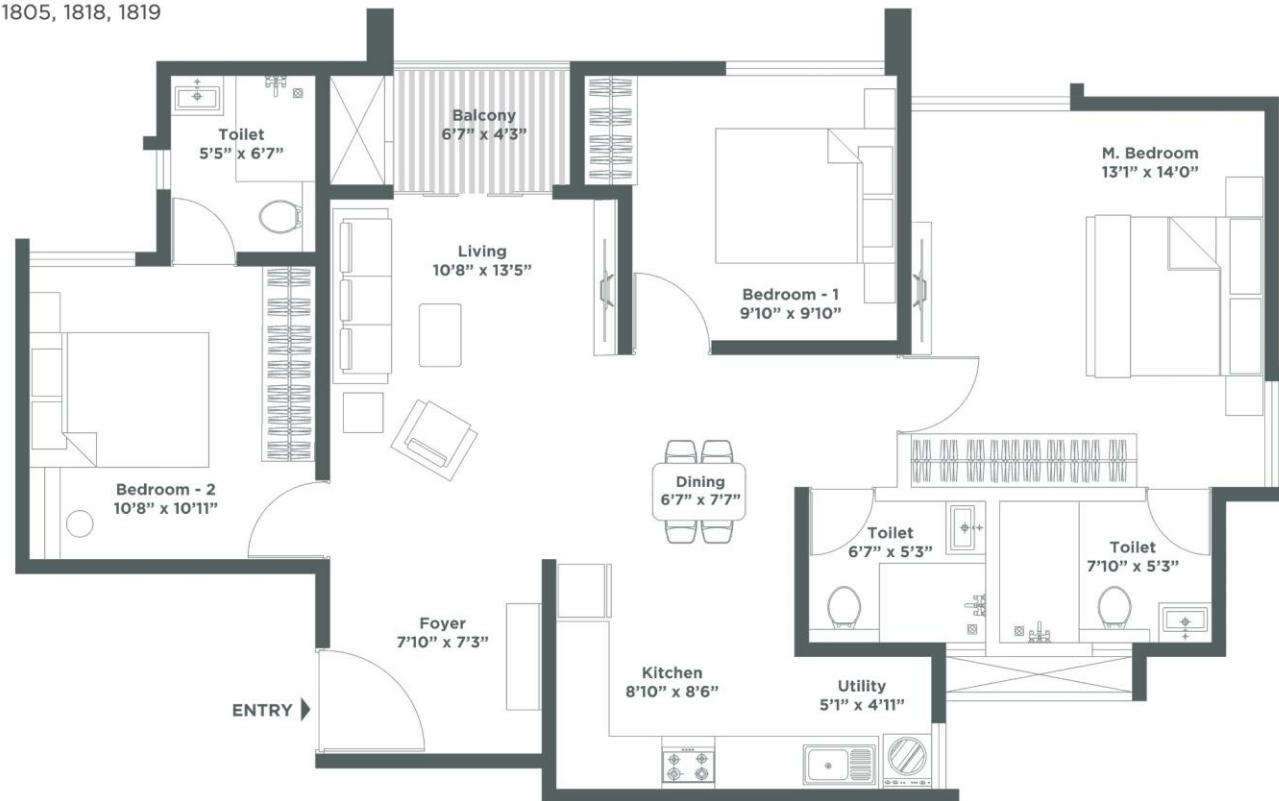 1805, 1818, 1819
Toilet
5'5” x 6'7”
Balcony
6'7” x 4'3”
M. Bedroom
13'1” x 14'0”
Living
10'8” x 13'5”
Bedroom - 1
9'10” x 9'10”
Bedroom - 2
10'8” x 10'11”
Dining
6'7” x 7'7”
Toilet
6'7” x 5'3”
Toilet
7'10” x 5'3”
Foyer
7'10” x 7'3”
Kitchen
8'10” x 8'6”
Utility
5'1” x 4'11”
ENTRY